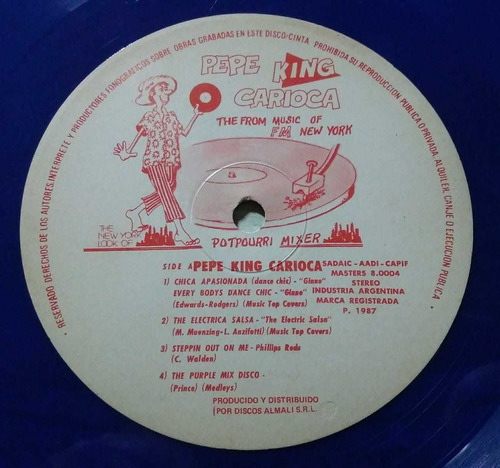 RESERVADO DERECHOS DE LOS AUTORES INTERPRETE Y PRODUCTORES FONOGRAFICOS SOBRE OBRAS GRABADAS EN ESTE DISCO/CINTA. PROHIBIDA SU REPRODUCCION PUBLICA O PRIVADA, ALQUILER, CANJE O EJECUCION PUBLICA
PEPE KING
CARIOCA
THE FROM MUSIC OF
FM NEW YORK
THE
NEW YORK
LOOK OF
POTPOURRI MIXER
SIDE A PEPE KING CARIOCA
SADAIC - AADI - CAPIF
MASTERS 8.0004
STEREO
INDUSTRIA ARGENTINA
MARCA REGISTRADA
P. 1987
1) CHICA APASIONADA (dance chic) - "Ginno"
EVERY BODYS DANCE CHIC - "Ginno"
(Edwards-Rodgers) (Music Top Covers)
2) THE ELECTRICA SALSA - "The Electric Salsa"
(M. Muenzing-L. Anzifotti) (Music Top Covers)
3) STEPPIN OUT ON ME - Phillips Rods
(C. Walden)
4) THE PURPLE MIX DISCO -
(Prince) (Medleys)
PRODUCIDO Y DISTRIBUIDO
(POR DISCOS ALMALI S.R.L.